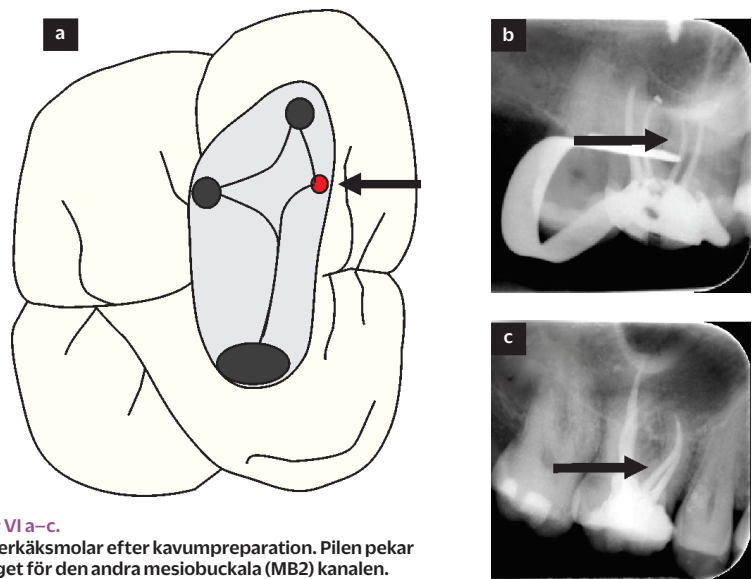 a
b
c
VI a–c.
erkäksmolar efter kavumpreparation. Pilen pekar
get för den andra mesiobuckala (MB2) kanalen.